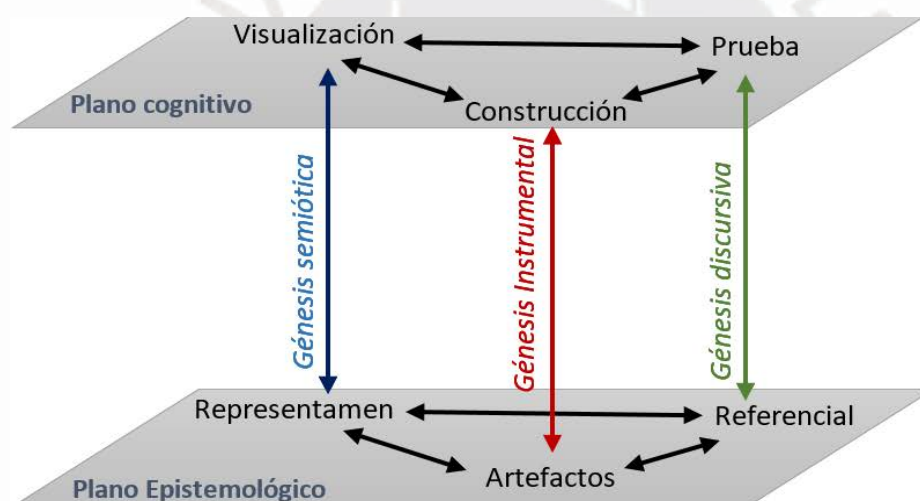 Visualización
Prueba
Plano cognitivo
Construcción
Génesis semiótica
Génesis Instrumental
Génesis discursiva
Representamen
Referencial
Artefactos
Plano Epistemológico